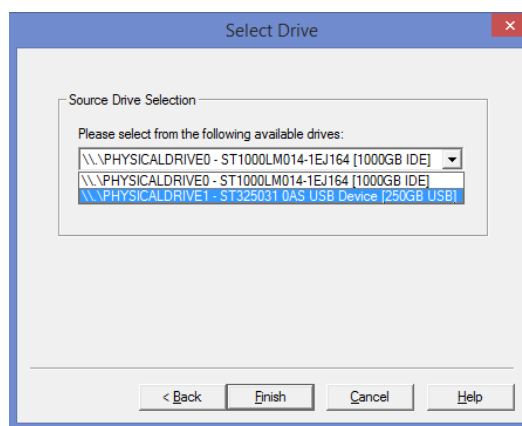 Select Drive
Source Drive Selection
Please select from the following available drives:
\\.\PHYSICALDRIVE0 - ST1000LM014-1EJ164 [1000GB IDE]
\\.\PHYSICALDRIVE0 - ST1000LM014-1EJ164 [1000GB IDE]
\\.\PHYSICALDRIVE1 - ST325031 0AS USB Device [250GB USB]
< Back Finish Cancel Help